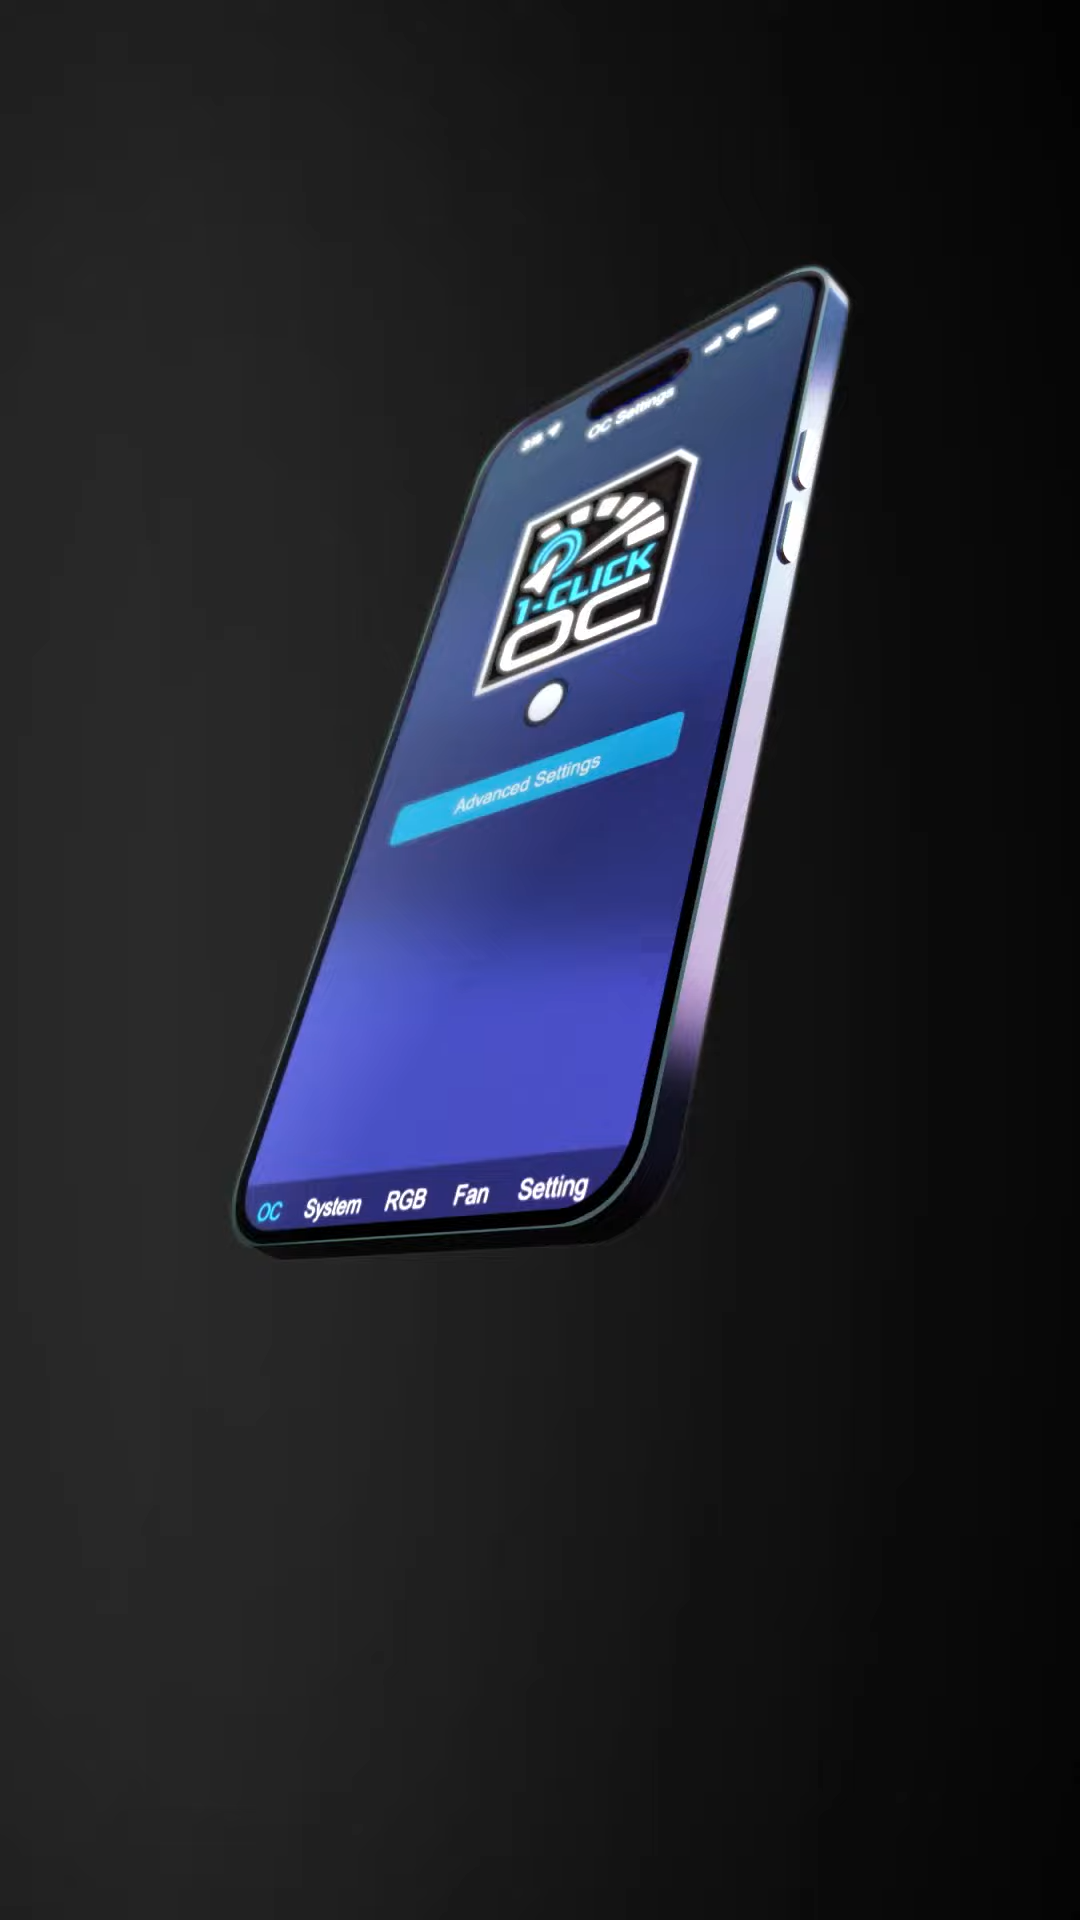 OC Settings
1-CLICK
OC
Advanced Settings
OC System RGB Fan Setting